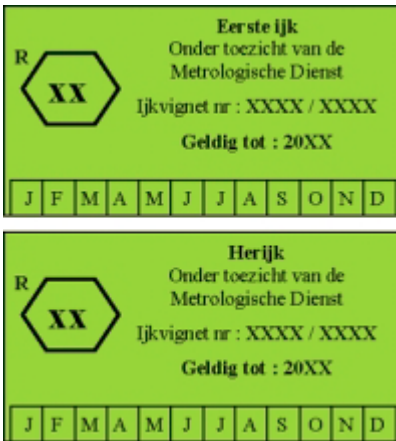 Eerste ijk
Onder toezicht van de
R
Metrologische Dienst
XX
Ijkvignet nr : XXXX / XXXX
Geldig tot : 20XX
J F M A M J J A S O N D
Herijk
Onder toezicht van de
R
Metrologische Dienst
XX
Ijkvignet nr : XXXX / XXXX
Geldig tot : 20XX
J F M A M J J A S O N D